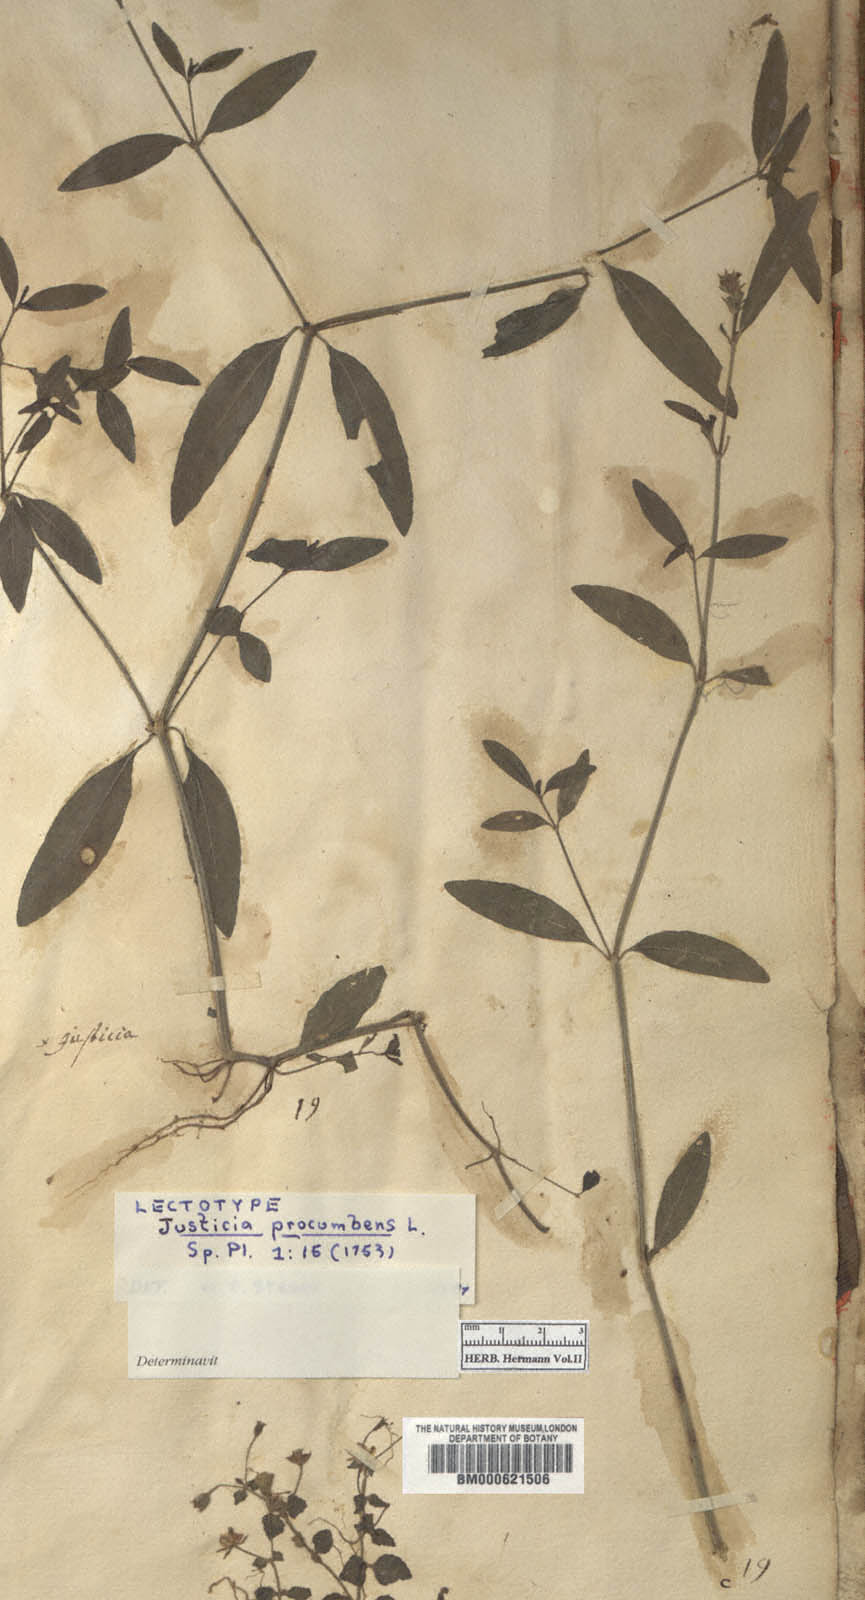 x Justicia
19
LECTOTYPE
Justicia procumbens L.
Sp. Pl. 1: 15 (1753)
Determinavit
mm 1 2 3
HERB. Hermann Vol.II
THE NATURAL HISTORY MUSEUM, LONDON
DEPARTMENT OF BOTANY
BM000621506
c 19